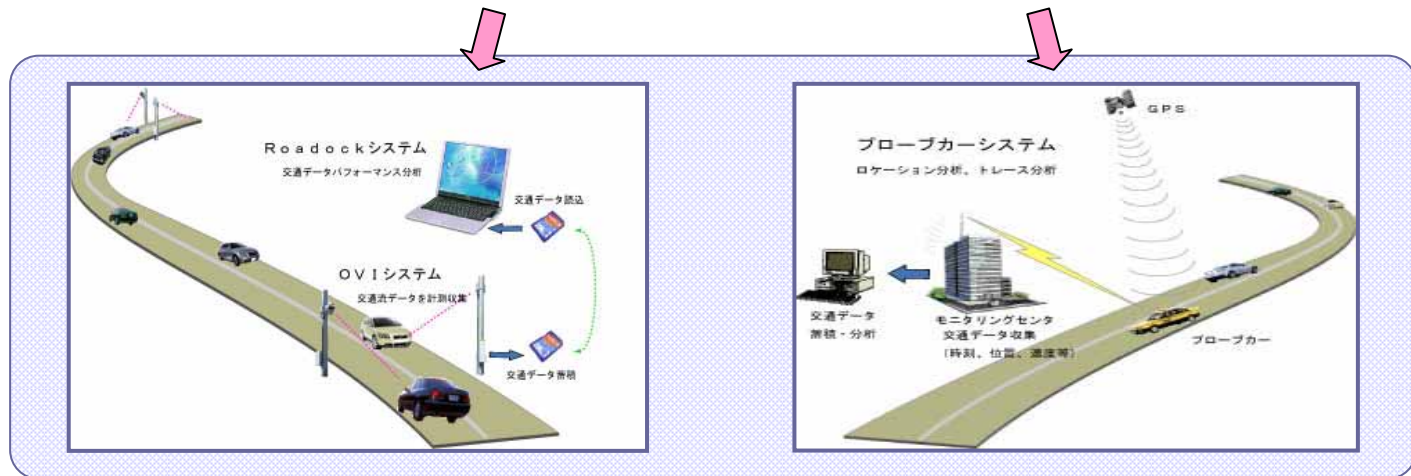 Ｒｏａｄｏｃｋシステム
交通データパフォーマンス分析
交通データ読込
ＯＶＩシステム
交通流データを計測収集
交通データ蓄積
ＧＰＳ
プローブカーシステム
ロケーション分析、トレース分析
交通データ
蓄積・分析
モニタリングセンタ
交通データ収集
（時刻、位置、速度等）
プローブカー